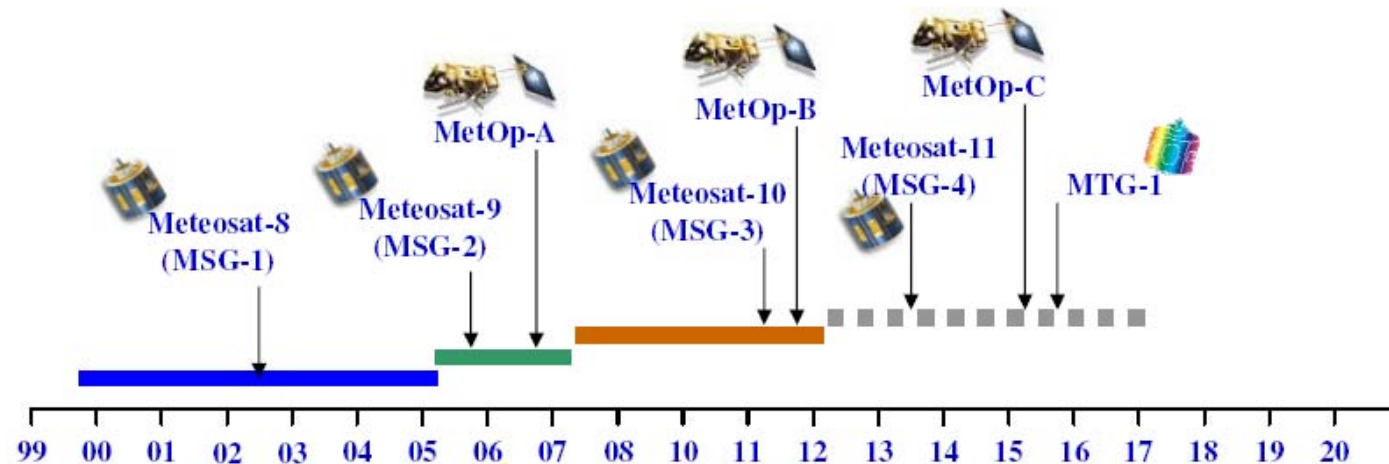 MetOp-A
MetOp-B
MetOp-C
Meteosat-8
(MSG-1)
Meteosat-9
(MSG-2)
Meteosat-10
(MSG-3)
Meteosat-11
(MSG-4)
MTG-1
99 00 01 02 03 05 06 07 08 10 11 12 13 14 15 16 17 18 19 20